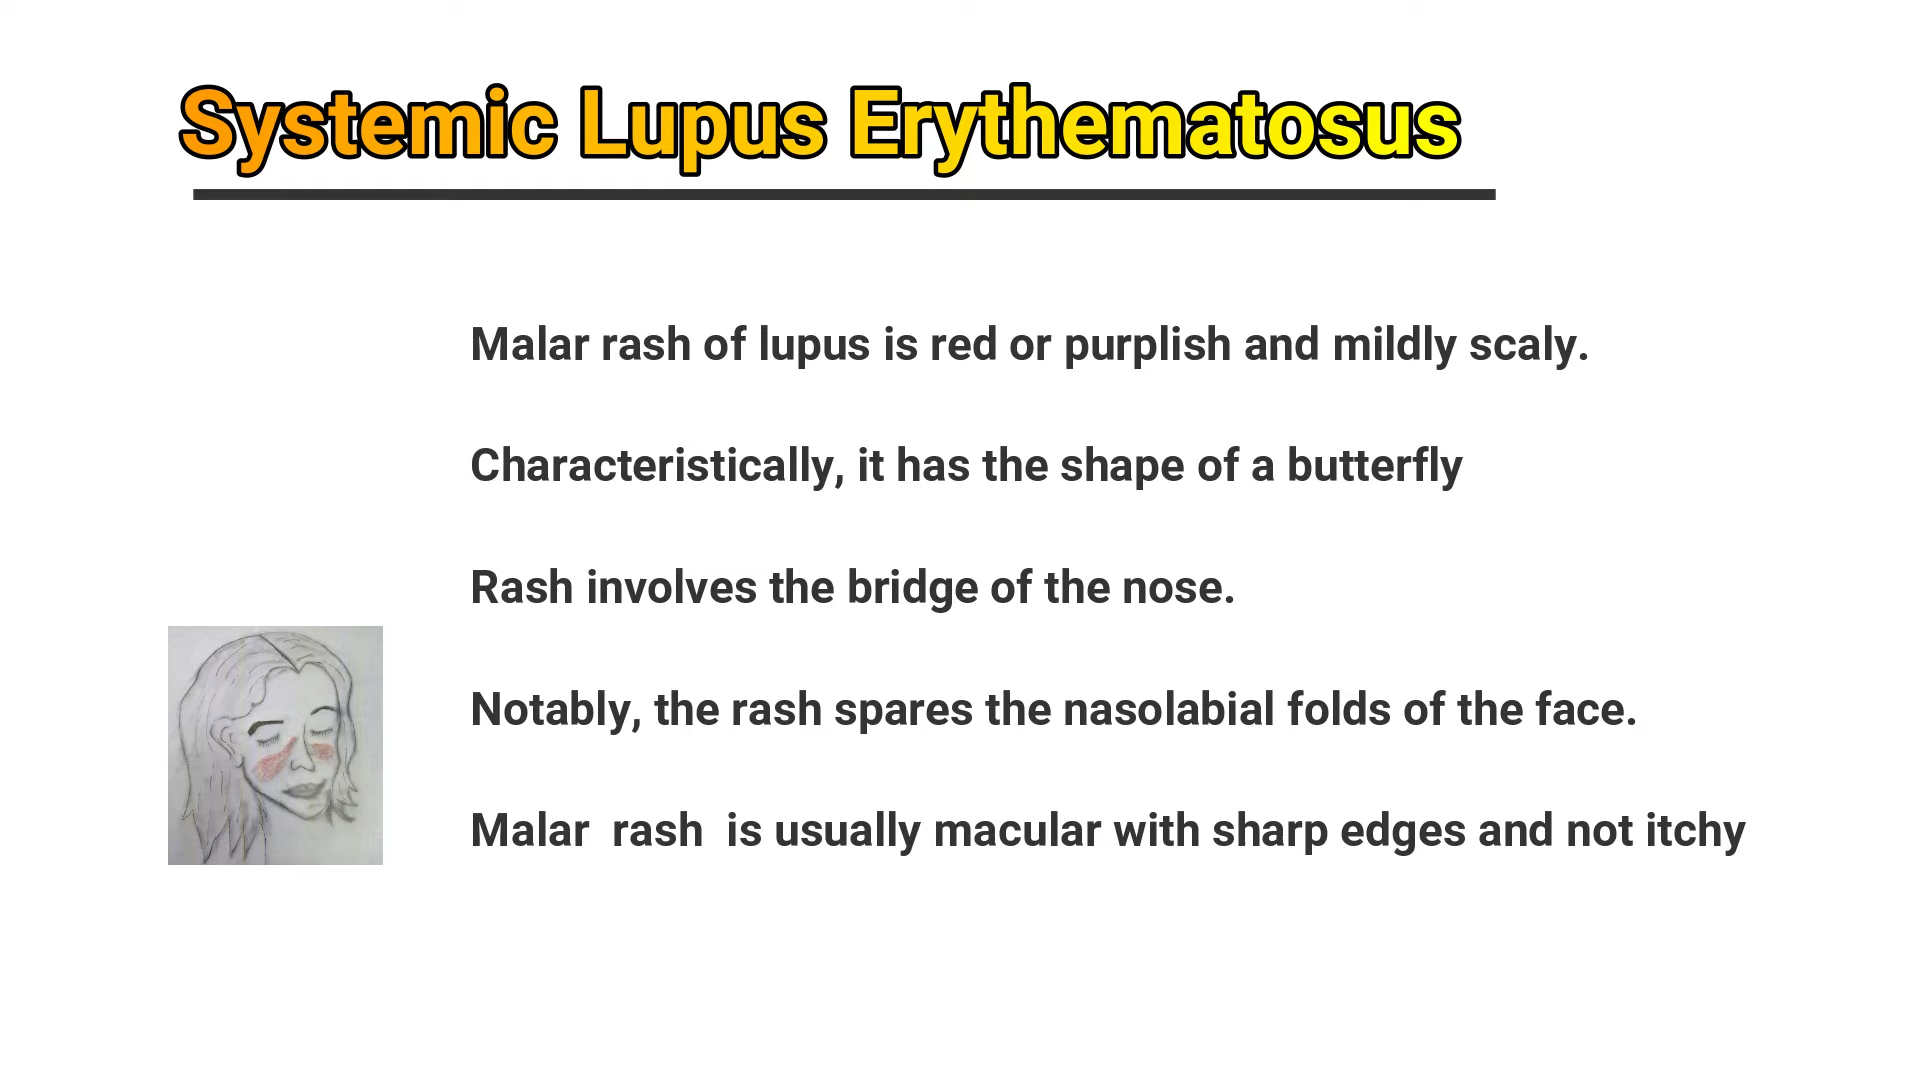 Systemic Lupus Erythematosus
Malar rash of lupus is red or purplish and mildly scaly.
Characteristically, it has the shape of a butterfly
Rash involves the bridge of the nose.
Notably, the rash spares the nasolabial folds of the face.
Malar rash is usually macular with sharp edges and not itchy